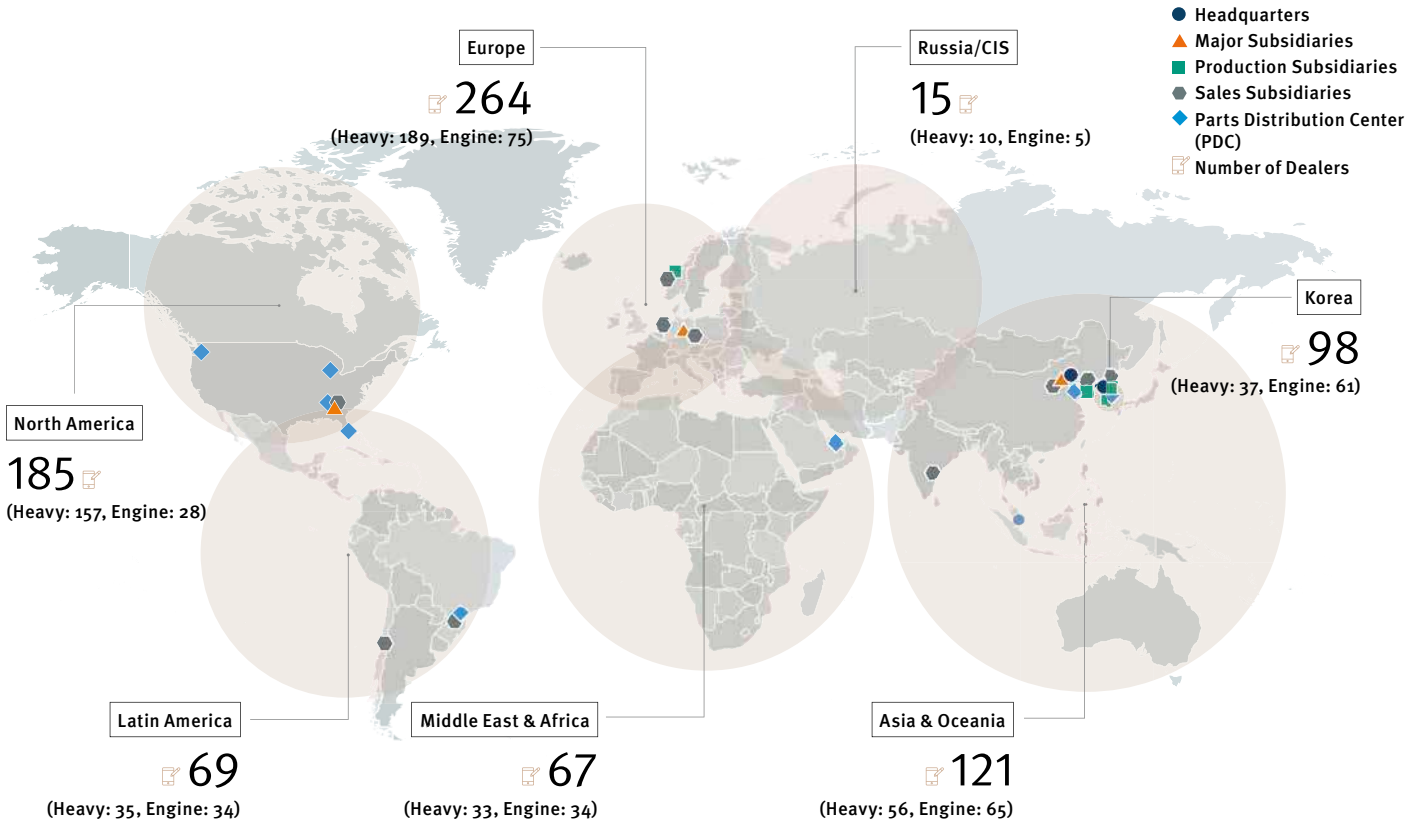 Headquarters
Major Subsidiaries
Production Subsidiaries
Sales Subsidiaries
Parts Distribution Center
(PDC)
Number of Dealers
Europe
264
(Heavy: 189, Engine: 75)
Russia/CIS
15
(Heavy: 10, Engine: 5)
Korea
98
(Heavy: 37, Engine: 61)
North America
185
(Heavy: 157, Engine: 28)
Latin America
69
(Heavy: 35, Engine: 34)
Middle East & Africa
67
(Heavy: 33, Engine: 34)
Asia & Oceania
121
(Heavy: 56, Engine: 65)